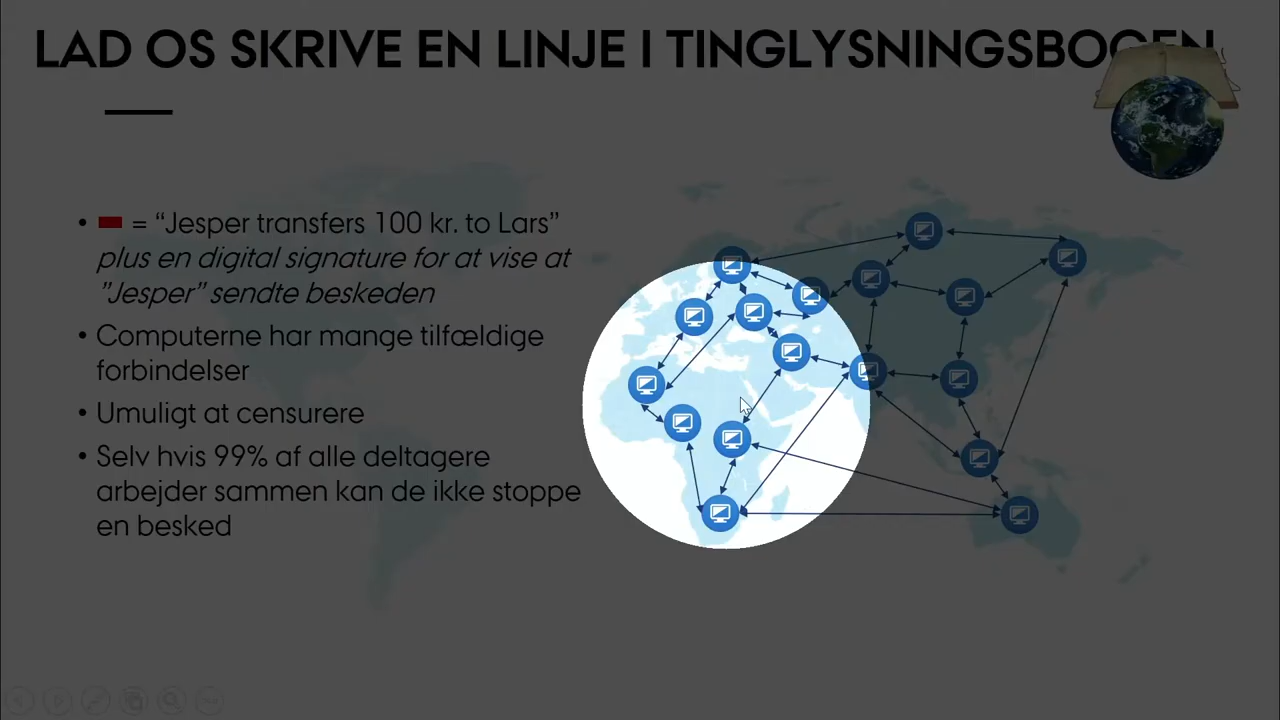 LAD OS SKRIVE EN LINJE I TINGLYSNINGSBOGEN
• = “Jesper transfers 100 kr. to Lars”
plus en digital signature for at vise at
”Jesper” sendte beskeden
• Computerne har mange tilfældige
forbindelser
• Umuligt at censurere
• Selv hvis 99% af alle deltagere
arbejder sammen kan de ikke stoppe
en besked